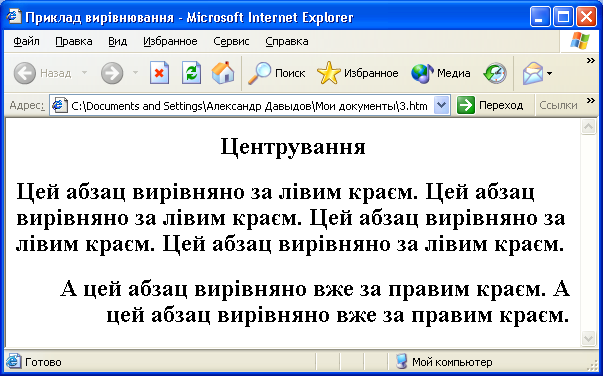 Приклад вирівнювання - Microsoft Internet Explorer
Файл Правка Вид Избранное Сервис Справка
Назад Поиск Избранное Медиа »
Адрес: C:\Documents and Settings\Александр Давыдов\Мои документы\3.htm Переход Ссылки »
Центрування
Цей абзац вирівняно за лівим краєм. Цей абзац
вирівняно за лівим краєм. Цей абзац вирівняно за
лівим краєм. Цей абзац вирівняно за лівим краєм.
А цей абзац вирівняно вже за правим краєм. А
цей абзац вирівняно вже за правим краєм.
Готово Мой компьютер